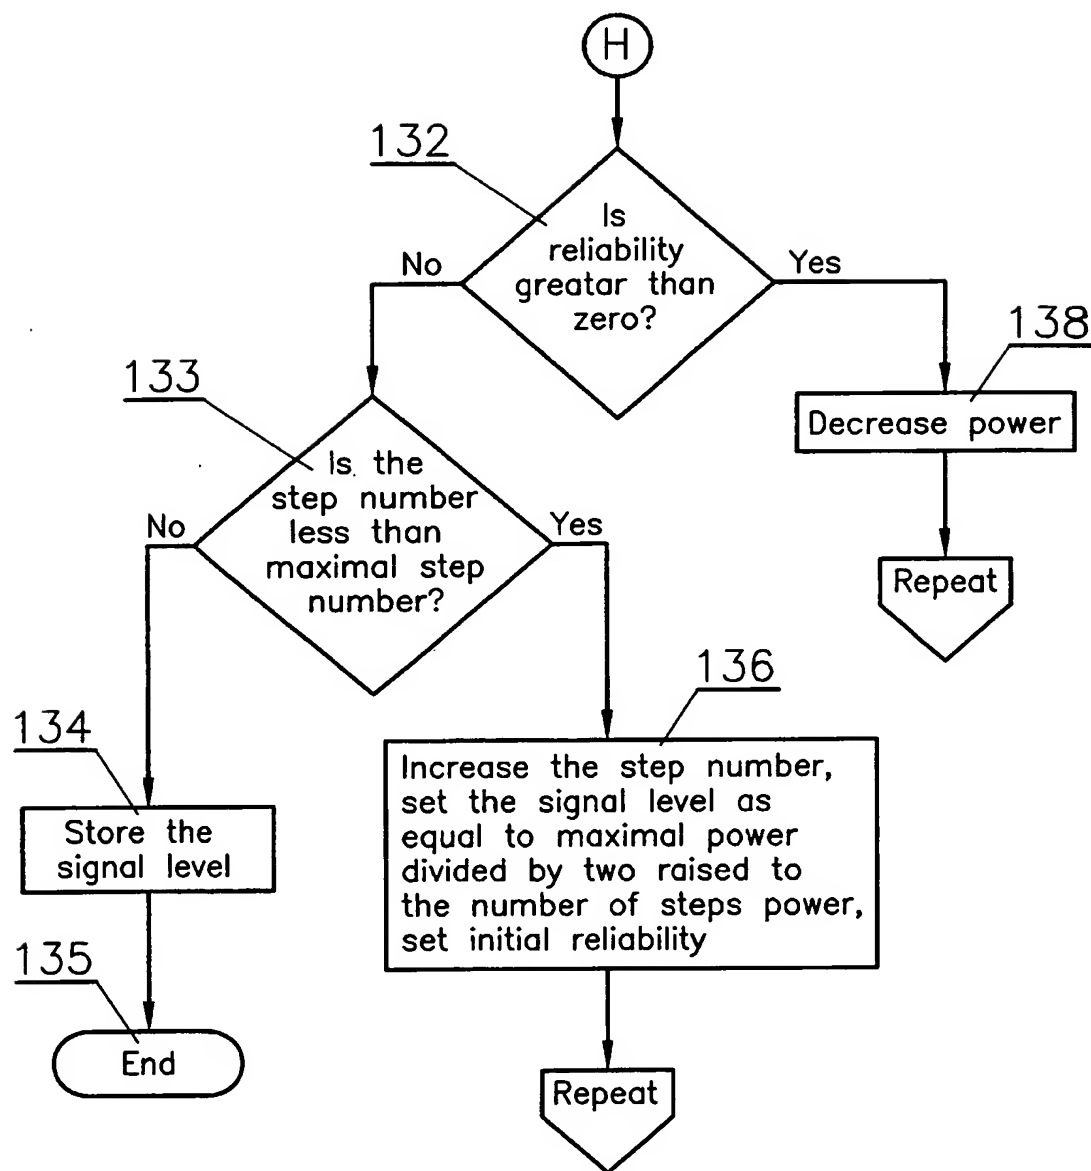 H
132
Is
reliability
greatar than
zero?
No
Yes
138
Decrease power
Repeat
133
Is the
step number
less than
maximal step
number?
No
Yes
134
Store the
signal level
136
Increase the step number,
set the signal level as
equal to maximal power
divided by two raised to
the number of steps power,
set initial reliability
135
End
Repeat